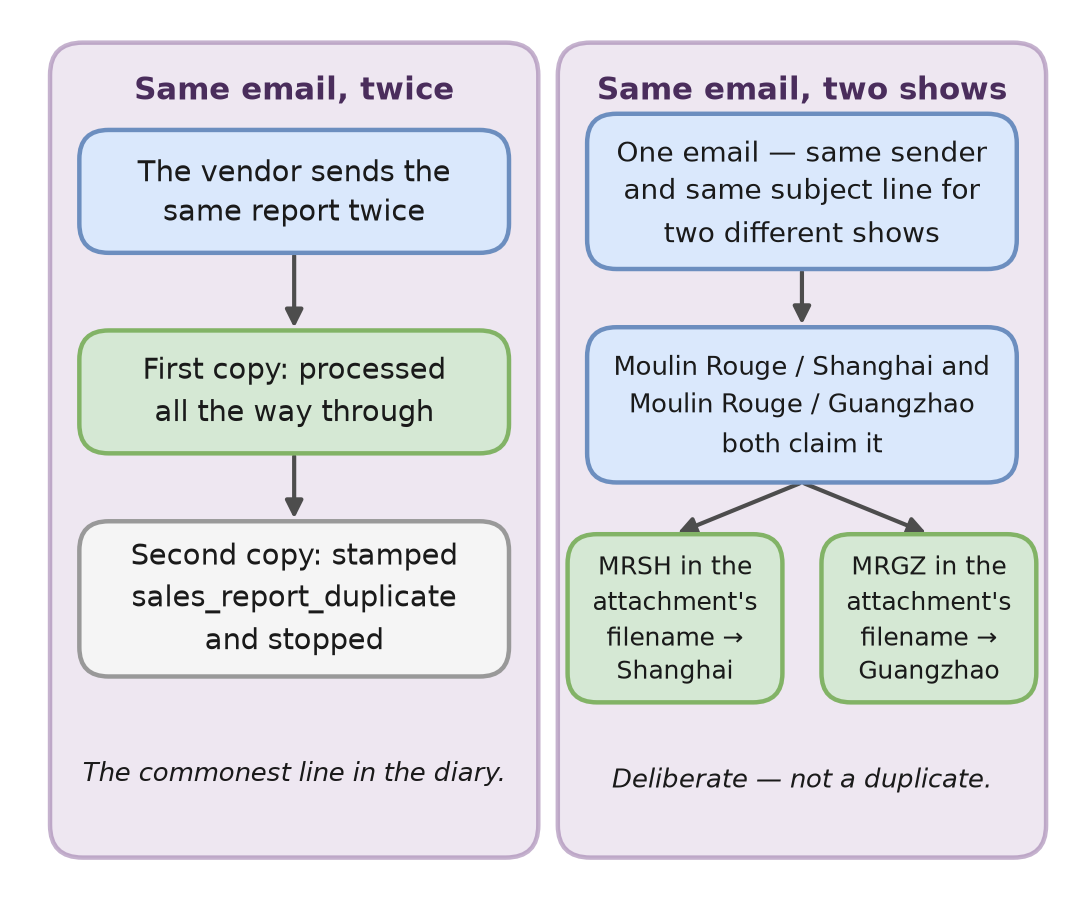 Same email, twice
The vendor sends the
same report twice
First copy: processed
all the way through
Second copy: stamped
sales_report_duplicate
and stopped
The commonest line in the diary.
Same email, two shows
One email — same sender
and same subject line for
two different shows
Moulin Rouge / Shanghai and
Moulin Rouge / Guangzhao
both claim it
MRSH in the
attachment's
filename →
Shanghai
MRGZ in the
attachment's
filename →
Guangzhao
Deliberate — not a duplicate.